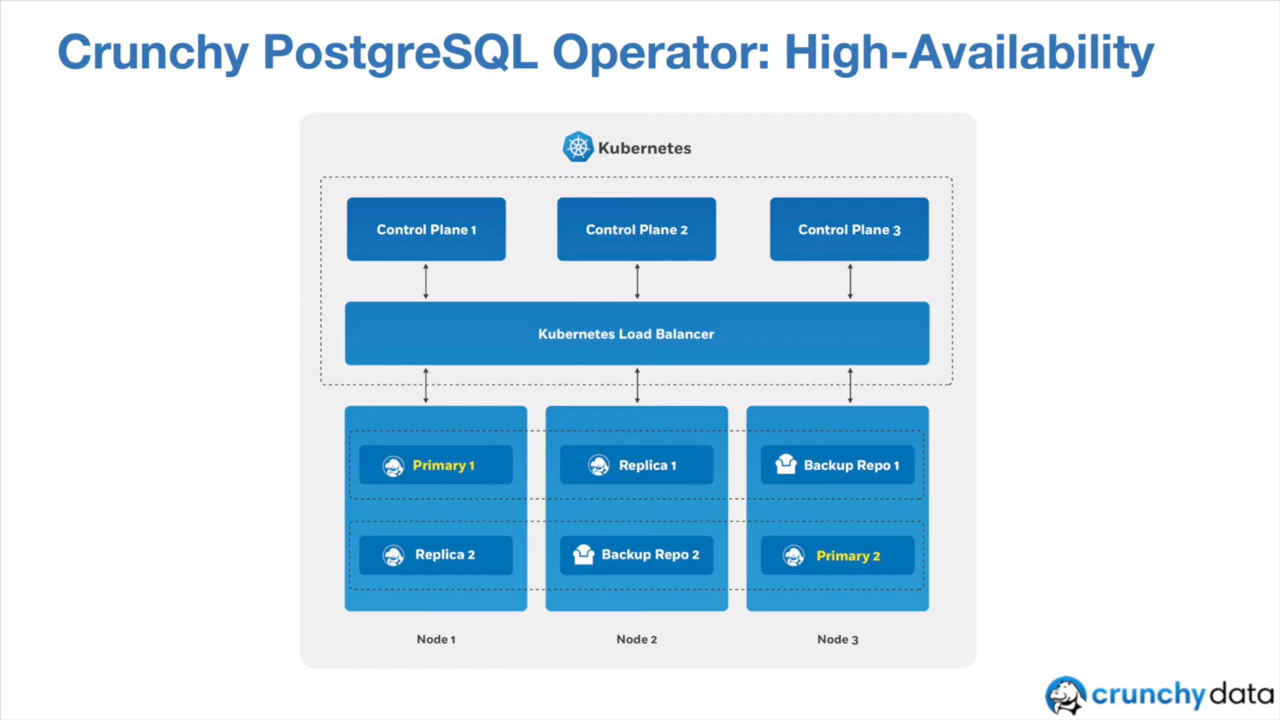 Crunchy PostgreSQL Operator: High-Availability
Kubernetes
Control Plane 1
Control Plane 2
Control Plane 3
Kubernetes Load Balancer
Primary 1
Replica 1
Backup Repo 1
Replica 2
Backup Repo 2
Primary 2
Node 1
Node 2
Node 3
crunchy data